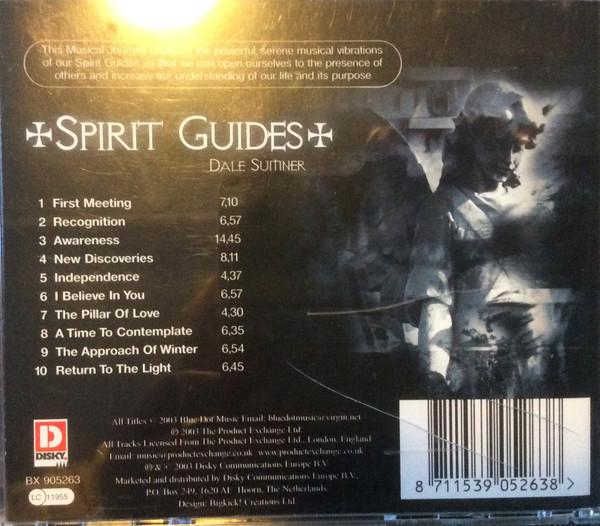 This Musical Journey the powerful, serene musical vibrations
of our Spirit Guides so that we can open ourselves to the presence of
others and increase our understanding of our life and its purpose
SPIRIT GUIDES
DALE SUMNER
1 First Meeting 7,10
2 Recognition 6,57
3 Awareness 14,45
4 New Discoveries 8,11
5 Independence 4,37
6 I Believe In You 6,57
7 The Pillar Of Love 4,30
8 A Time To Contemplate 6,35
9 The Approach Of Winter 6,54
10 Return To The Light 6,45
All Titles © 2003 Blue Dot Music Email: bluedotmusic@virgin.net
℗ 2003 The Product Exchange Ltd.
All Tracks Licensed From The Product Exchange Ltd., London, England
Email: music@productexchange.co.uk www.productexchange.co.uk
℗ & © 2003 Disky Communications Europe B.V.
Marketed and distributed by Disky Communications Europe B.V.,
P.O. Box 249, 1620 AE Hoorn, The Netherlands.
Design: Bigkick! Creations Ltd.
D
DISKY
BX 905263
LC 11955
8 711539 052638 >